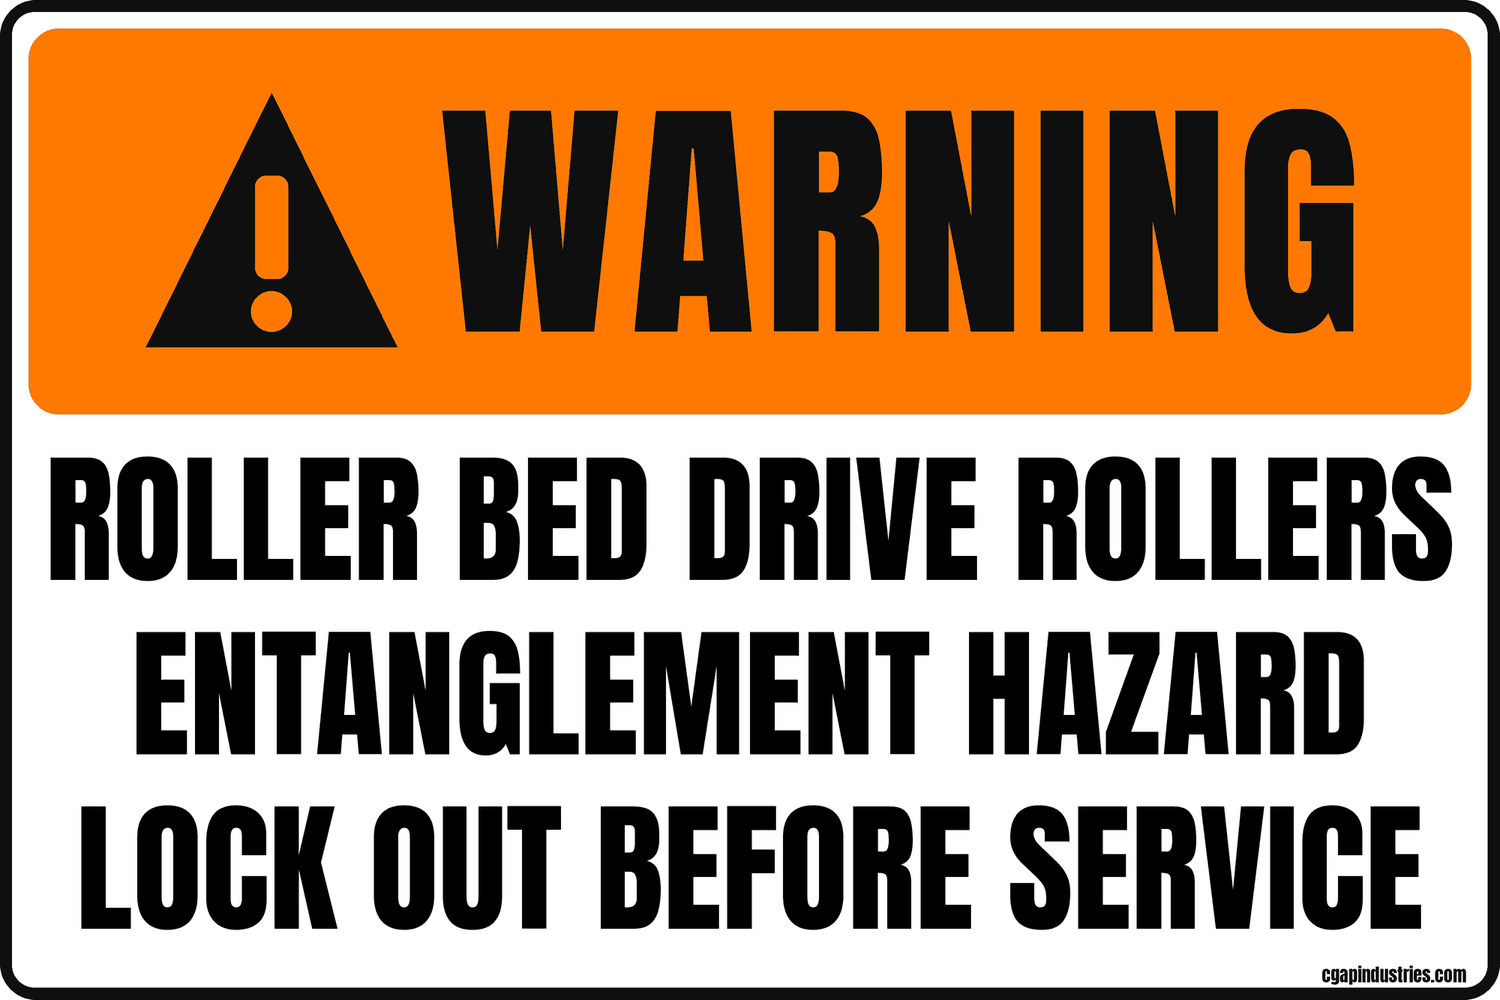 WARNING
ROLLER BED DRIVE ROLLERS
ENTANGLEMENT HAZARD
LOCK OUT BEFORE SERVICE
cgapindustries.com